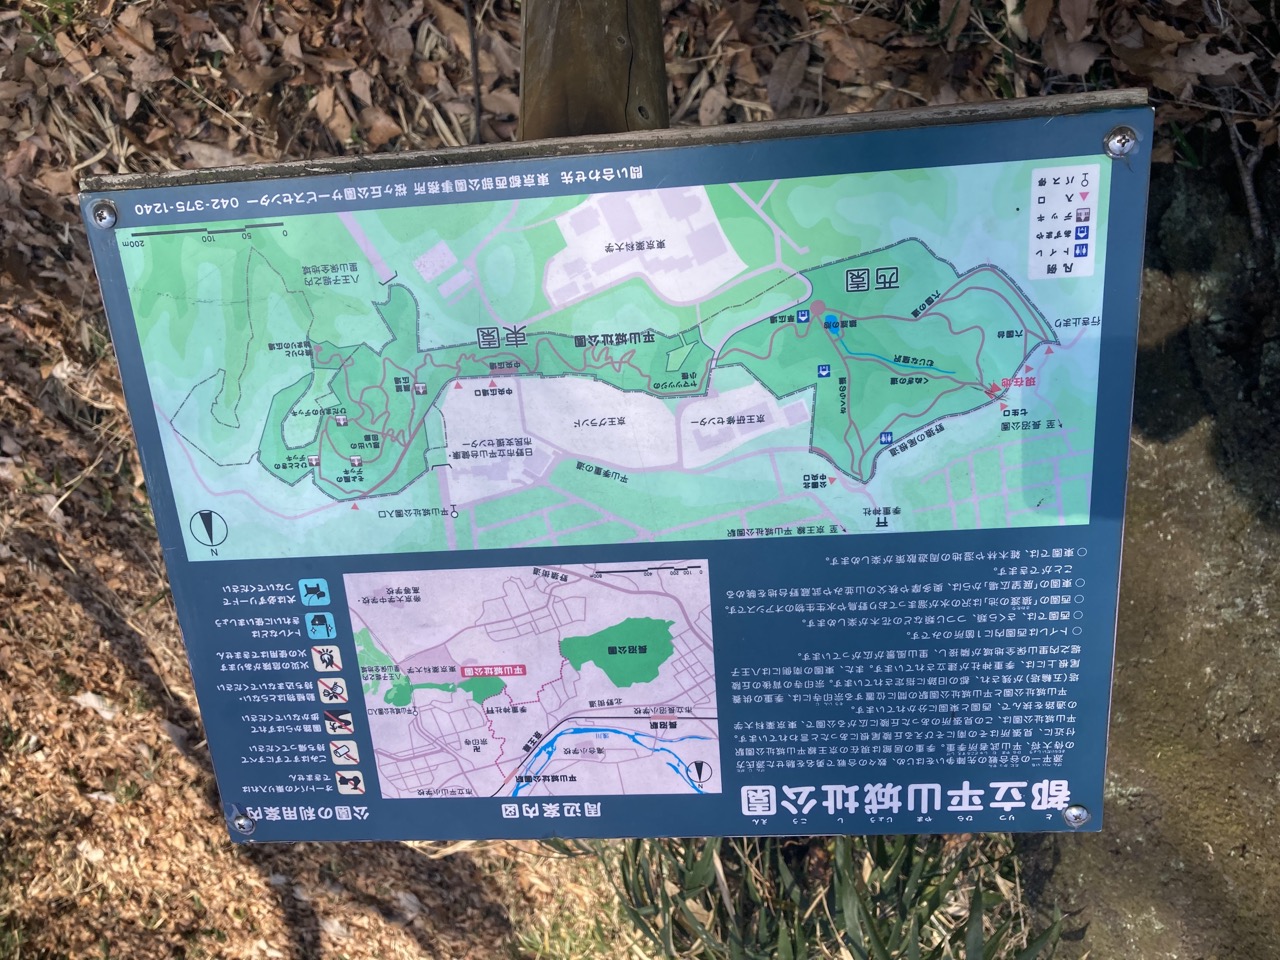 とりつひらやまじょうしこうえん
都立平山城址公園
源平一の谷合戦の先陣争いをはじめ、数々の合戦で勇名を馳せた源氏方
の侍大将、平山武者所季重。季重の居館は現在の京王線平山城址公園駅
付近に、見張所はその南にそびえる丘陵尾根にあったと言われています。
平山城址公園は、この見張所のあった丘陵に広がる公園で、東京薬科大学
の通路を挟んで、西園と東園に分かれています。
平山城址公園と平山城址公園駅の間に位置する宗印寺には、季重の供養
塔(五輪塔)が残され、都の旧跡に指定されています。宗印寺の背後の丘陵
尾根上には、季重神社が建立されています。また、東園の南側には八王子
堀之内里山保全地域が隣接し、里山風景が広がっています。
○トイレは西園内に1箇所のみです。
○西園では、さくら類、つつじ類などの花木が楽しめます。
○西園の「猿渡の池」は沢の水が溜まっており野鳥や水生生物のオアシスです。
○東園の「展望広場」からは、奥多摩や秩父の山並みや武蔵野台地を眺める
ことができます。
○東園では、雑木林や湿地の周遊散策が楽しめます。
周辺案内図
N
平山城址公園駅
市立平山小学校
滝合小学校
浅川
京王線
宗印寺
長沼駅
市立長沼小学校
北野街道
季重神社
平山城址公園入口
平山城址公園
東京薬科大学
八王子堀之内
里山保全地域
長沼公園
帝京大学中学校・
高等学校
野猿街道
0 100 200 800m
公園の利用案内
オートバイの乗り入れは
できません
ごみはすてずにすべて
持ち帰ってください
園路からはずれて
歩かないでください
動植物はとらない・
持ち込まないでください
火災の危険があります
火の使用はできません
トイレなどは
きれいに使いましょう
犬は必ずリードで
つないでください
至 京王線 平山城址公園駅
季重神社
公園北
中央口
平山季重の道
平山城址公園入口
N
至 長沼公園
七生口
野猿の尾根道
現在地
さくらの道
くぬぎの道
むじな窪沢
京王研修センター
京王グランド
日野市立平山台健康・
市民支援センター
そよ風の
デッキ
ひとときの
デッキ
思い出の
回廊
ひだまりのデッキ
展望
広場
中央広場口
中央広場
ヤマツツジの
小径
平山城址公園
東園
終わりと
始まりの広場
行き止まり
六国台
六国の道
猿渡の池
草広場
西園
東京薬科大学
八王子堀之内
里山保全地域
凡例
トイレ
あずまや
デッキ
入口
バス停
0 50 100 200m
問い合わせ先 東京都西部公園事務所 桜ヶ丘公園サービスセンター 042-375-1240